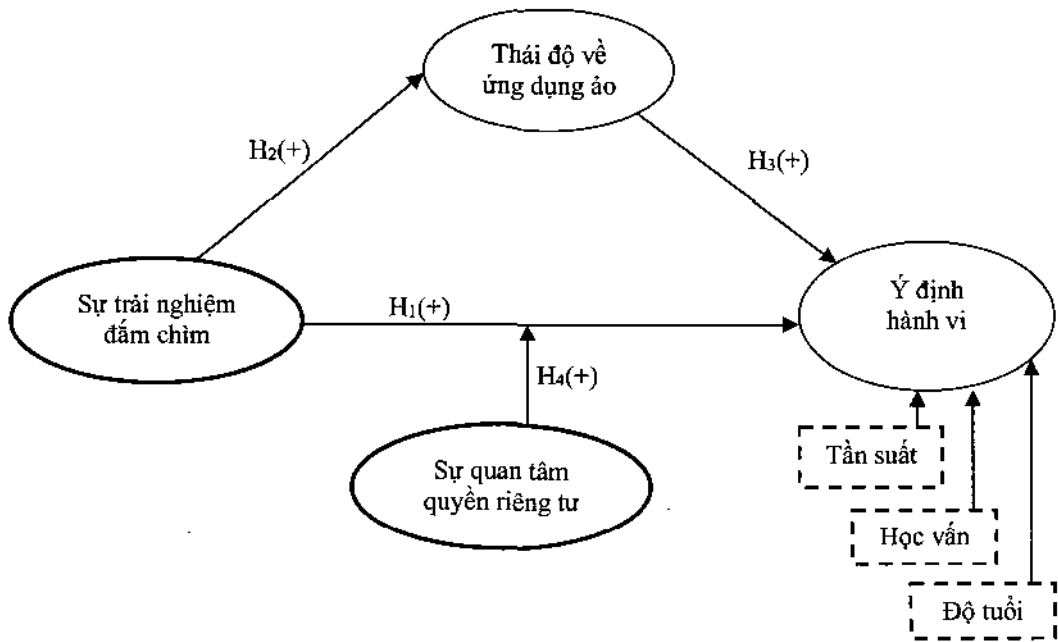 Thái độ về
ứng dụng ảo
H₂(+)
H₃(+)
Sự trải nghiệm
đắm chìm
H₁(+)
Ý định
hành vi
H₄(+)
Sự quan tâm
quyền riêng tư
Tần suất
Học vấn
Độ tuổi